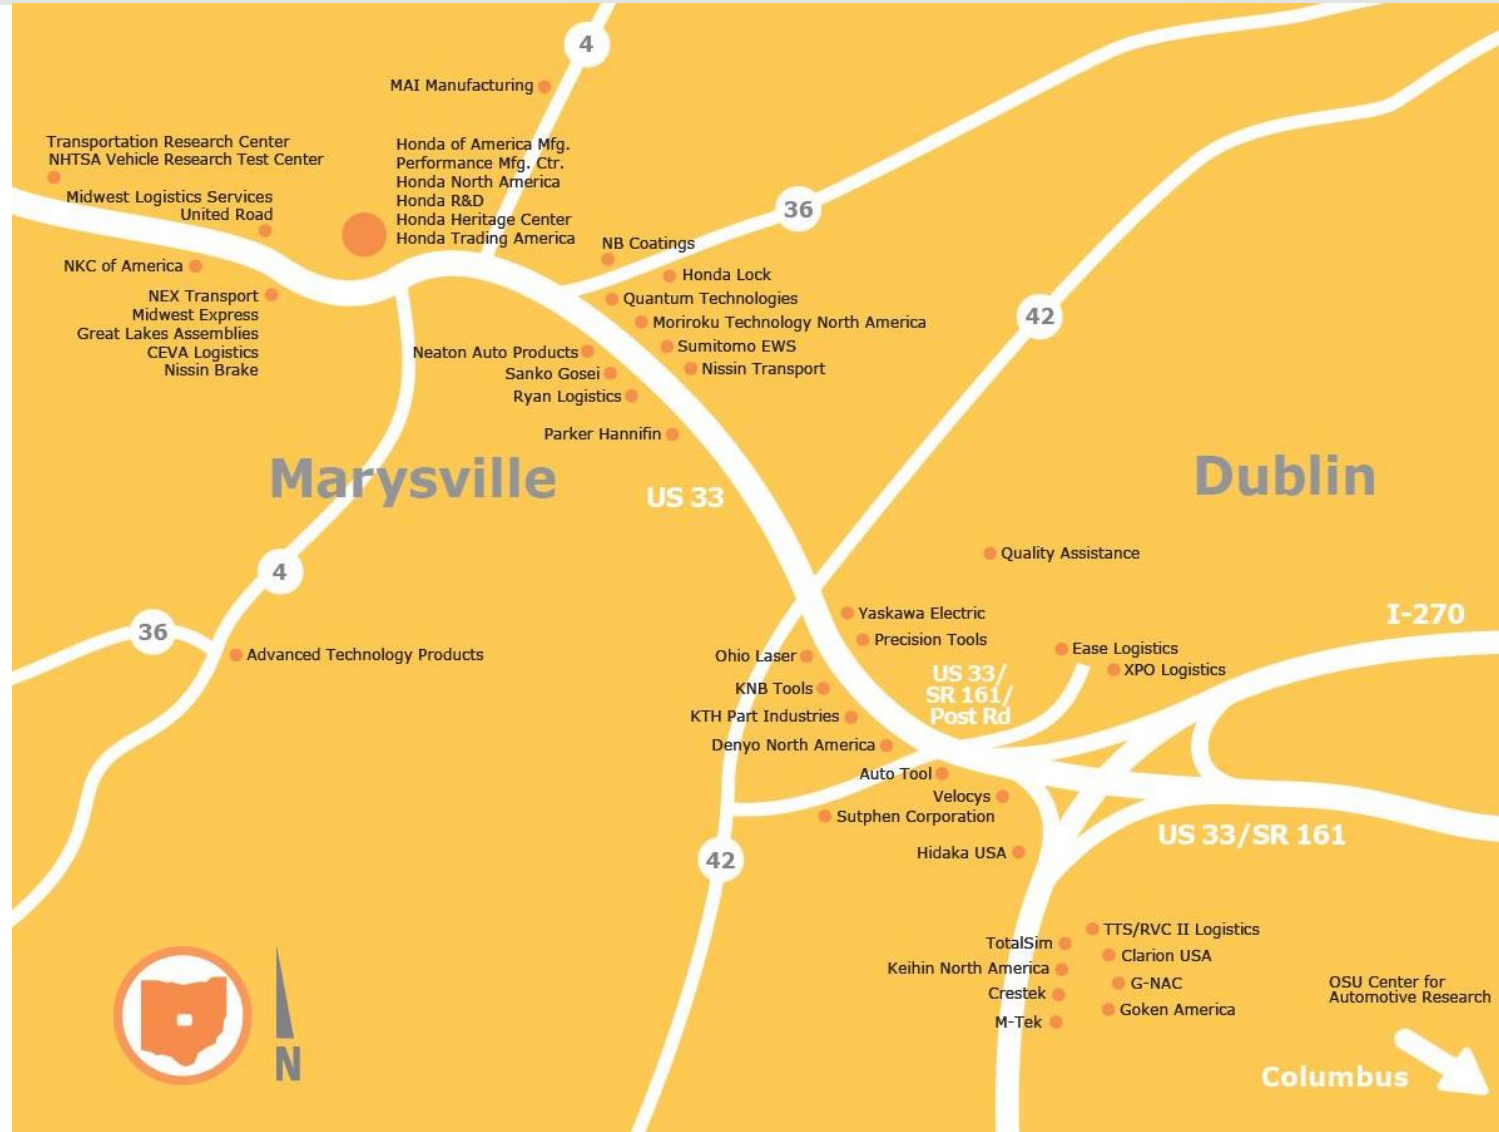 4
MAI Manufacturing
Transportation Research Center
NHTSA Vehicle Research Test Center
Honda of America Mfg.
Performance Mfg. Ctr.
Honda North America
Honda R&D
Honda Heritage Center
Honda Trading America
Midwest Logistics Services
United Road
36
NB Coatings
NKC of America
Honda Lock
NEX Transport
Midwest Express
Great Lakes Assemblies
CEVA Logistics
Nissin Brake
Quantum Technologies
Moriroku Technology North America
42
Sumitomo EWS
Nissin Transport
Neaton Auto Products
Sanko Gosei
Ryan Logistics
Parker Hannifin
Marysville
US 33
Dublin
Quality Assistance
4
36
Advanced Technology Products
Yaskawa Electric
Precision Tools
I-270
Ohio Laser
KNB Tools
KTH Part Industries
Denyo North America
US 33/
SR 161/
Post Rd
Ease Logistics
XPO Logistics
Auto Tool
Velocys
Sutphen Corporation
US 33/SR 161
42
Hidaka USA
TTS/RVC II Logistics
TotalSim
Clarion USA
Keihin North America
G-NAC
Crestek
Goken America
M-Tek
OSU Center for
Automotive Research
Columbus
N